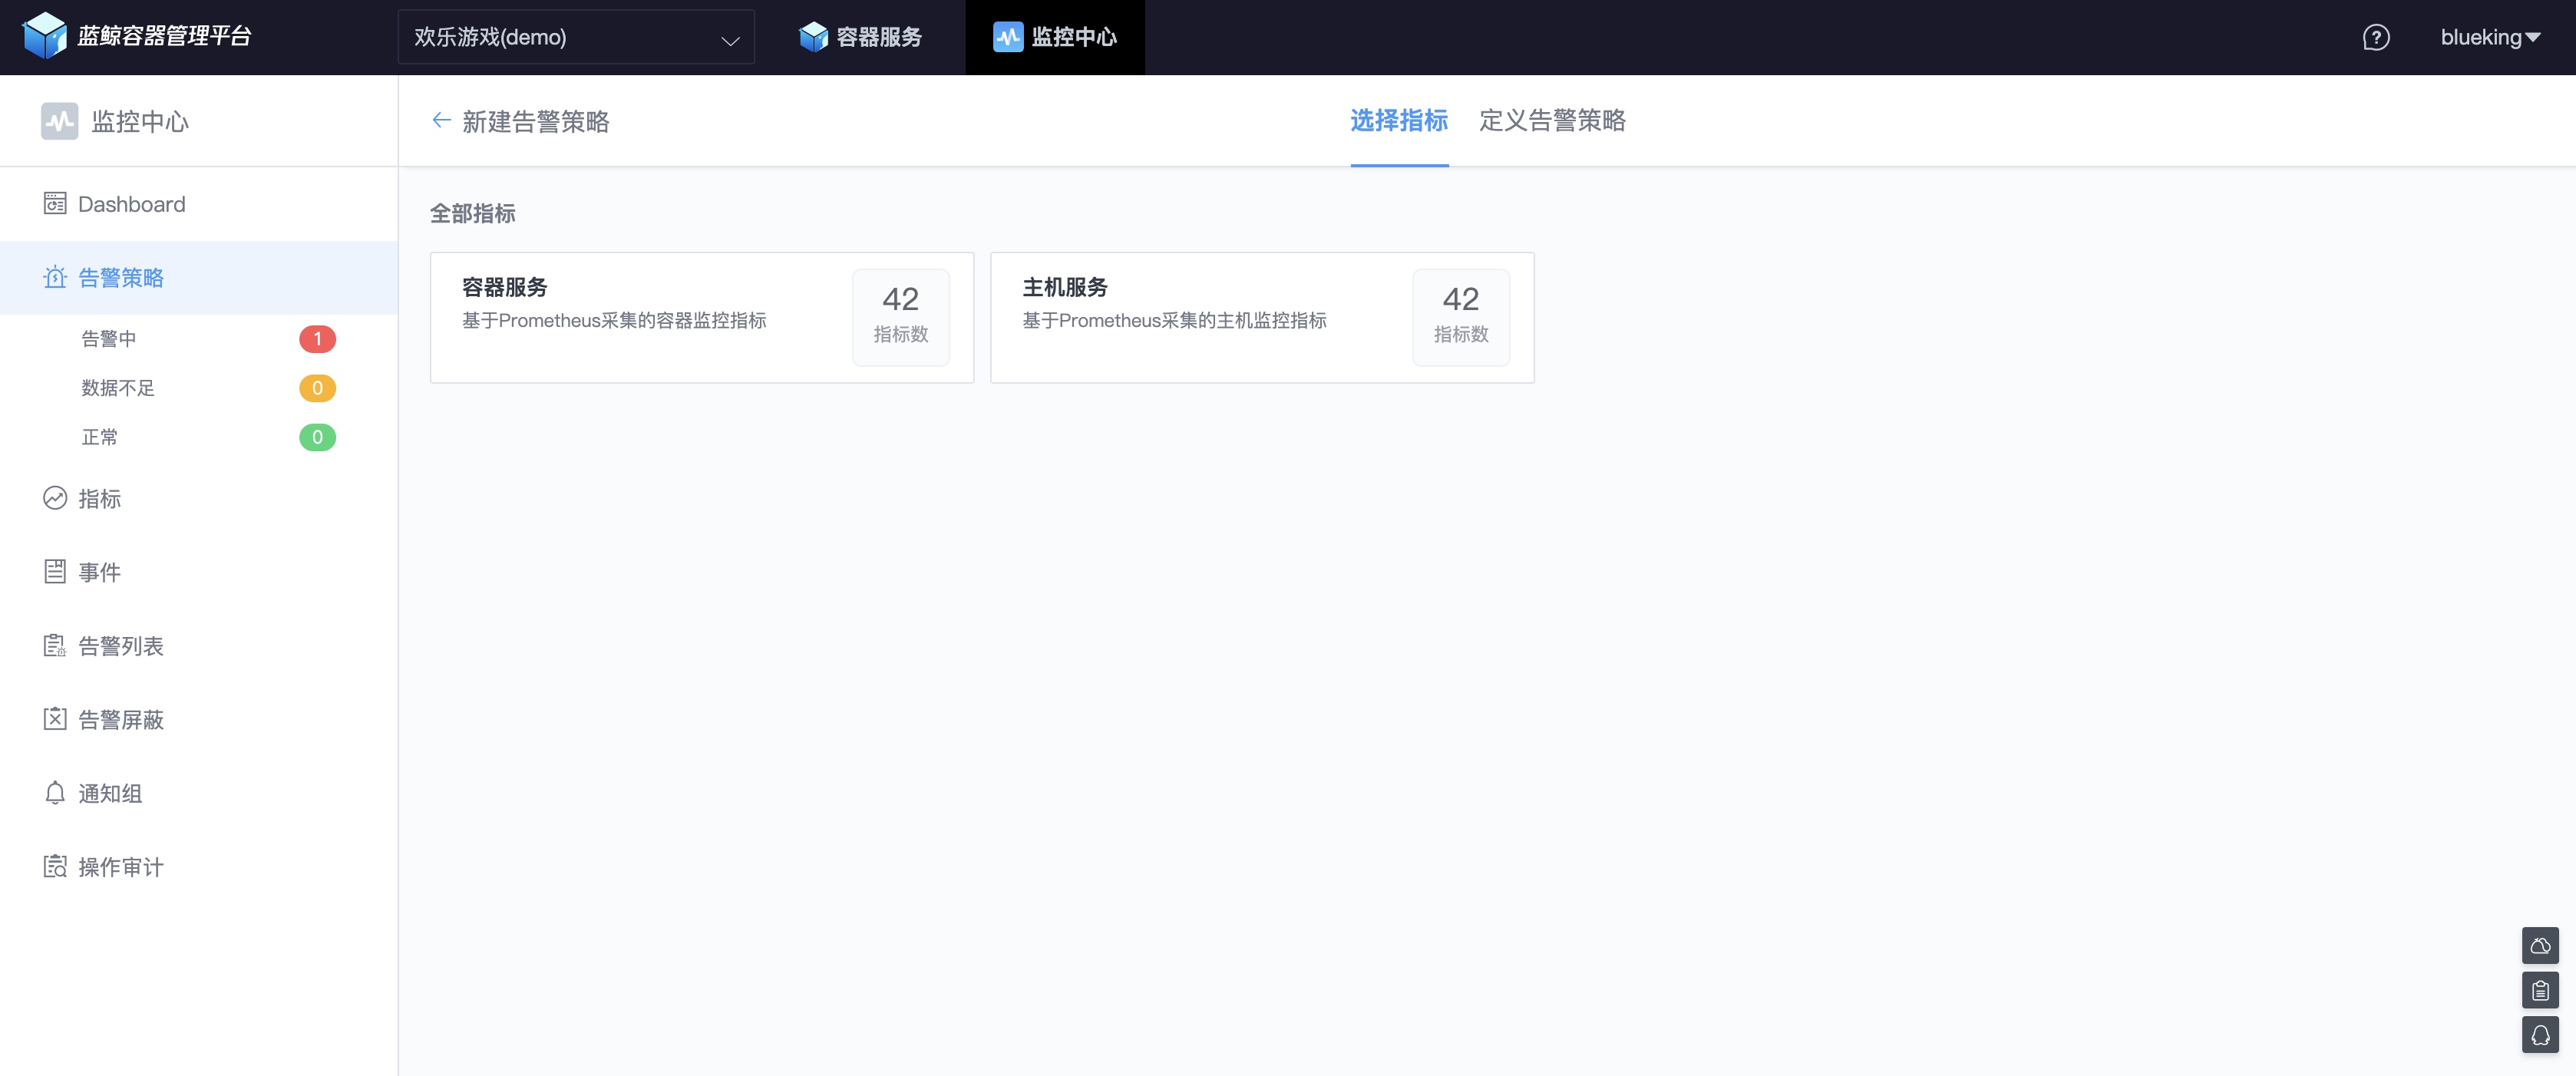 蓝鲸容器管理平台
欢乐游戏(demo)
容器服务
监控中心
blueking
监控中心
新建告警策略
选择指标
定义告警策略
Dashboard
告警策略
告警中 1
数据不足 0
正常 0
指标
事件
告警列表
告警屏蔽
通知组
操作审计
全部指标
容器服务
基于Prometheus采集的容器监控指标
42
指标数
主机服务
基于Prometheus采集的主机监控指标
42
指标数